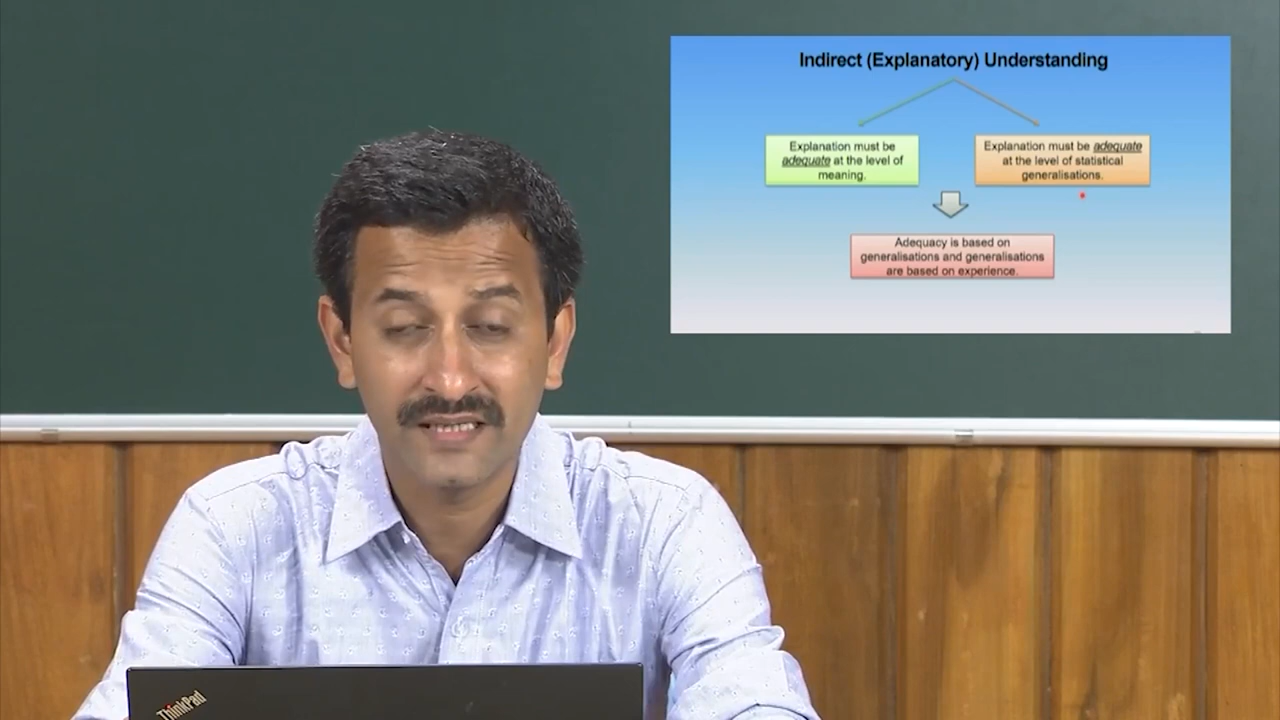 Indirect (Explanatory) Understanding
Explanation must be
adequate at the level of
meaning.
Explanation must be adequate
at the level of statistical
generalisations.
Adequacy is based on
generalisations and generalisations
are based on experience.
ThinkPad